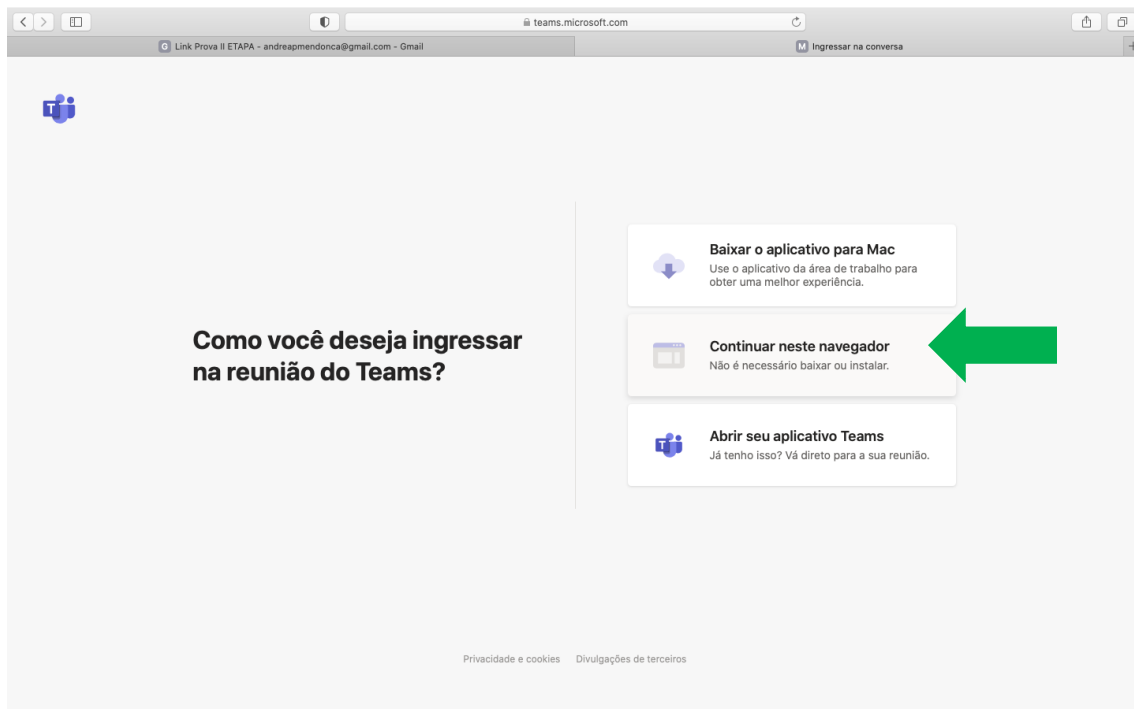 teams.microsoft.com
G Link Prova II ETAPA - andreapmendonca@gmail.com - Gmail
M Ingressar na conversa
T
Como você deseja ingressar
na reunião do Teams?
Baixar o aplicativo para Mac
Use o aplicativo da área de trabalho para
obter uma melhor experiência.
Continuar neste navegador
Não é necessário baixar ou instalar.
T
Abrir seu aplicativo Teams
Já tenho isso? Vá direto para a sua reunião.
Privacidade e cookies
Divulgações de terceiros